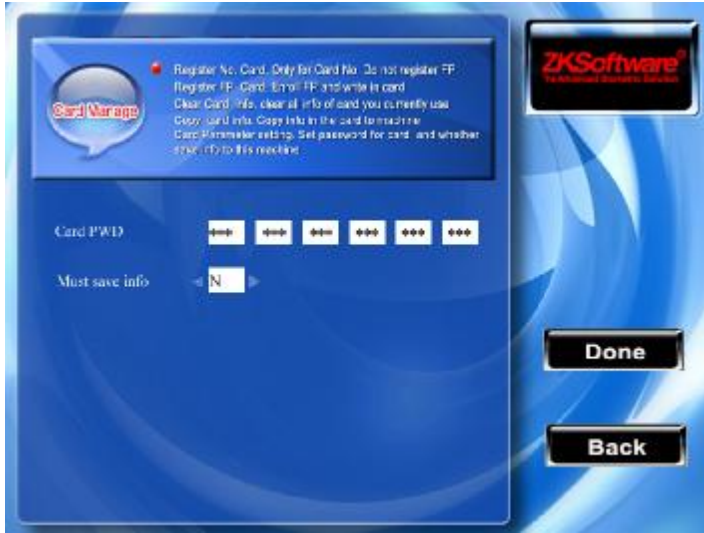 Card Manage
Register No. Card. Only for Card No. Do not register FP
Register FP. Card. Enroll FP and write in card
Clear Card. Info. clear all info of card you currently use
Copy card info. Copy Info in the card to machine
Card Parameter setting. Set password for card and whether
save info to this machine
ZKSoftware®
Card PWD
*** *** *** *** *** ***
Must save info
N
Done
Back